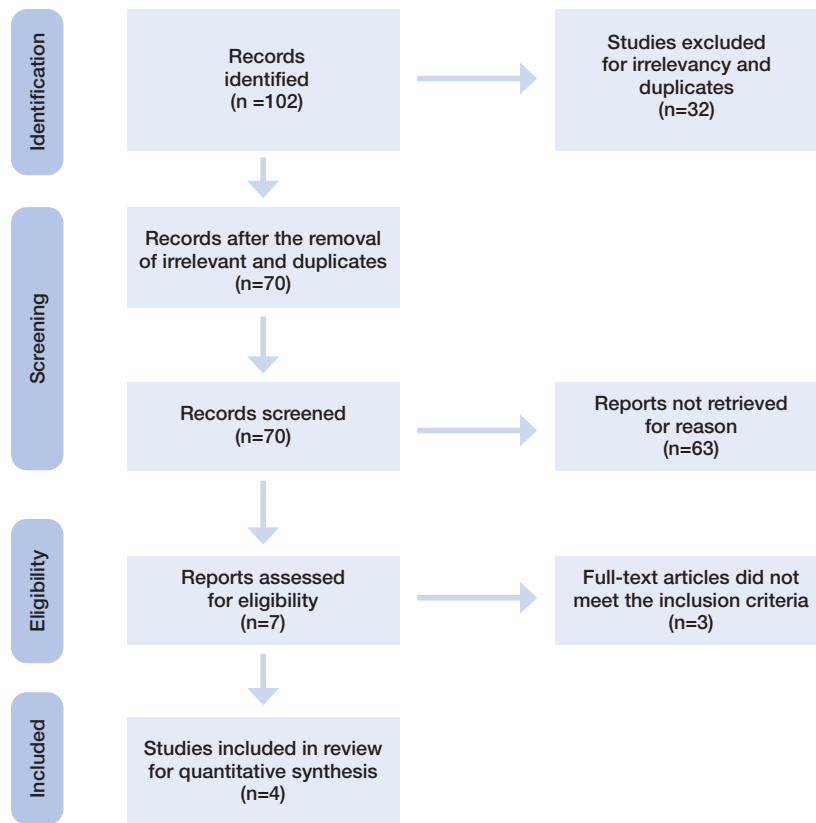 Identification
Records
identified
(n =102)
Studies excluded
for irrelevancy and
duplicates
(n=32)
Screening
Records after the removal
of irrelevant and duplicates
(n=70)
Records screened
(n=70)
Reports not retrieved
for reason
(n=63)
Eligibility
Reports assessed
for eligibility
(n=7)
Full-text articles did not
meet the inclusion criteria
(n=3)
Included
Studies included in review
for quantitative synthesis
(n=4)